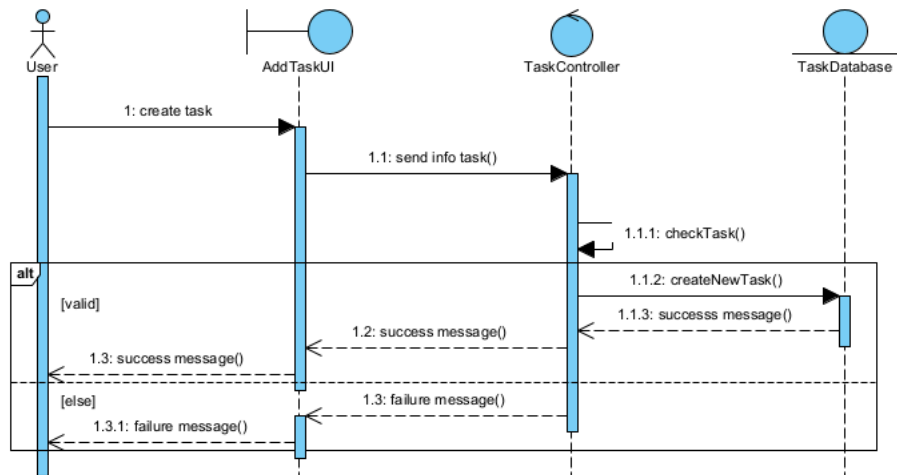 User
AddTaskUI
TaskController
TaskDatabase
1: create task
1.1: send info task()
1.1.1: checkTask()
alt
1.1.2: createNewTask()
[valid]
1.1.3: successs message()
1.2: success message()
1.3: success message()
[else]
1.3: failure message()
1.3.1: failure message()